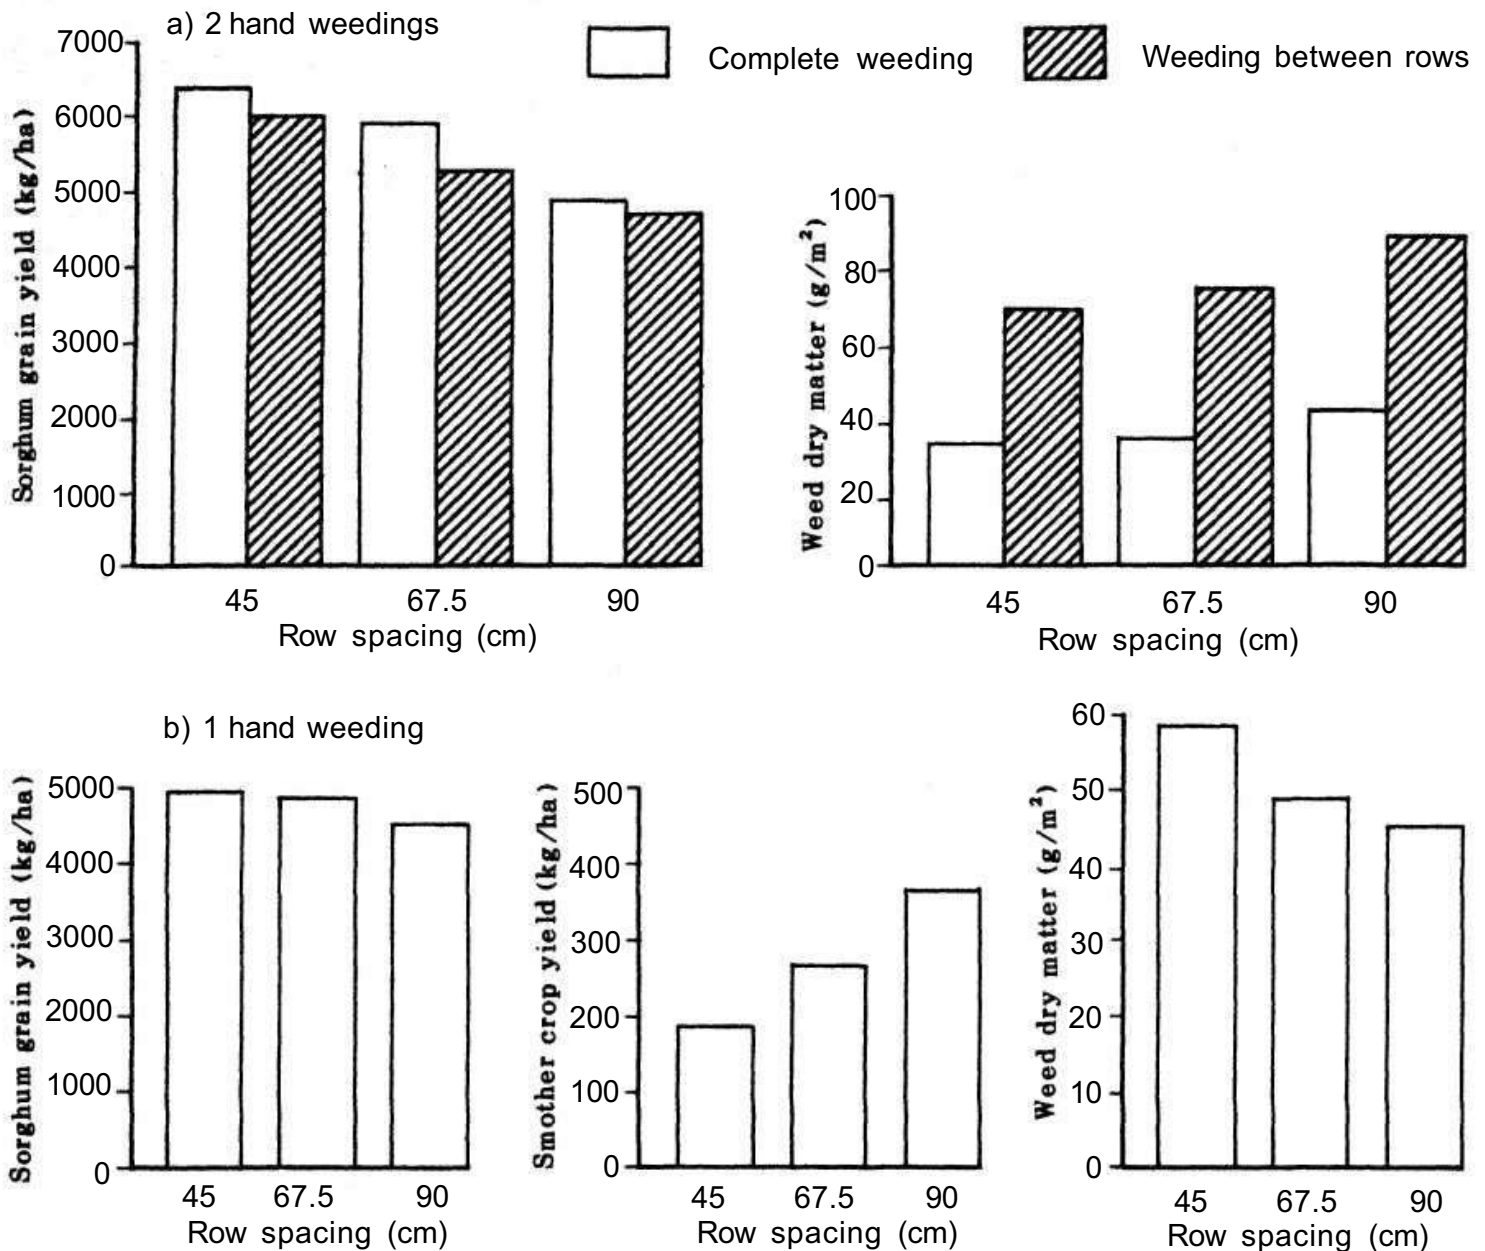 a) 2 hand weedings
Complete weeding
Weeding between rows
Sorghum grain yield (kg/ha)
7000
6000
5000
4000
3000
2000
1000
0
45 67.5 90
Row spacing (cm)
Weed dry matter (g/m²)
100
80
60
40
20
0
45 67.5 90
Row spacing (cm)
b) 1 hand weeding
Sorghum grain yield (kg/ha)
5000
4000
3000
2000
1000
0
45 67.5 90
Row spacing (cm)
Smother crop yield (kg/ha)
500
400
300
200
100
0
45 67.5 90
Row spacing (cm)
Weed dry matter (g/m²)
60
50
40
30
20
10
0
45 67.5 90
Row spacing (cm)